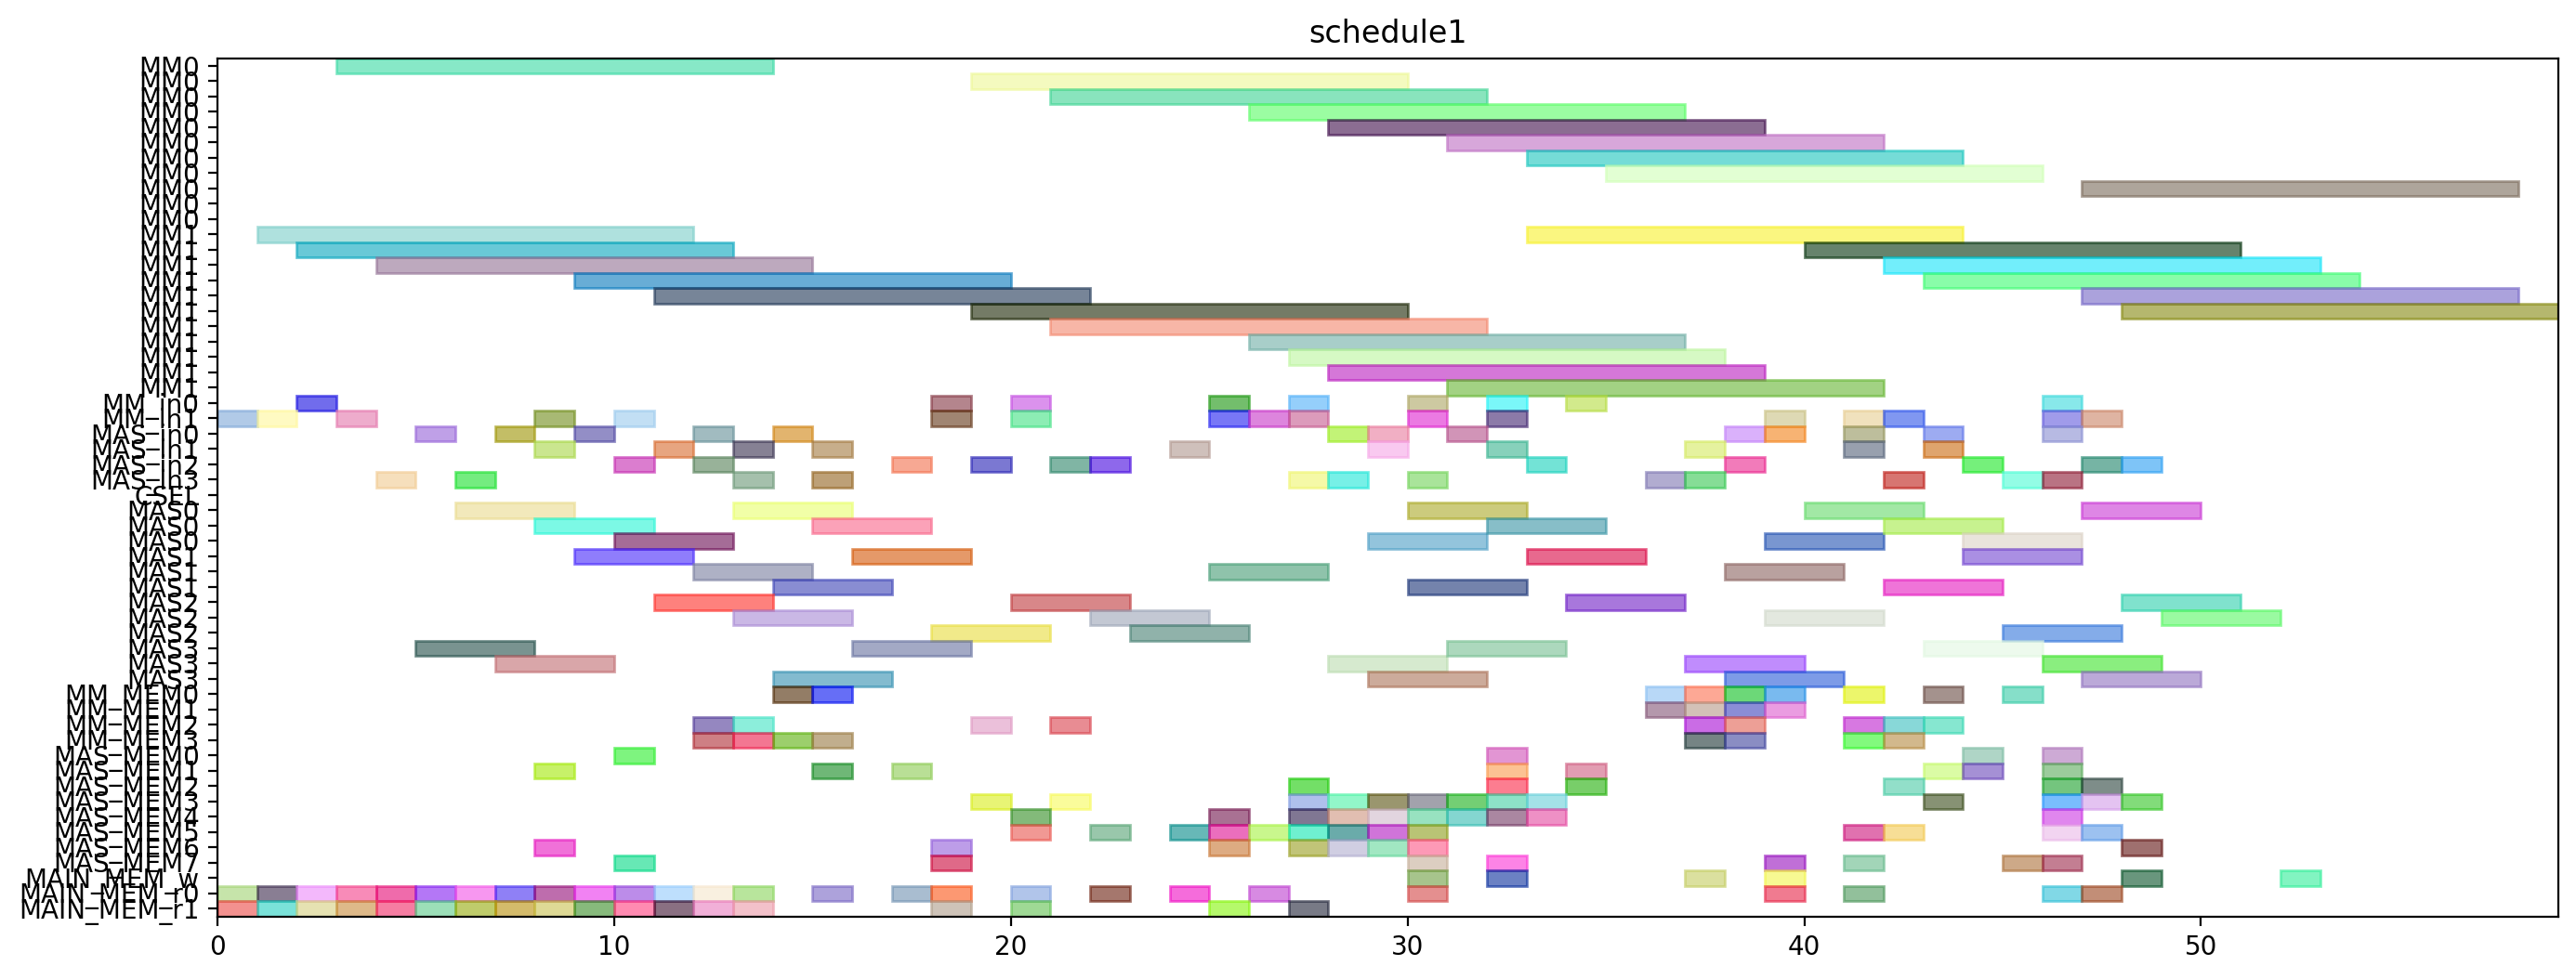 schedule1
MM0
MM0
MM0
MM0
MM0
MM0
MM0
MM0
MM0
MM0
MM0
MM1
MM1
MM1
MM1
MM1
MM1
MM1
MM1
MM1
MM1
MM1
MM_in0
MM_in1
MAS_in0
MAS_in1
MAS_in2
MAS_in3
CSEL
MAS0
MAS0
MAS0
MAS1
MAS1
MAS1
MAS2
MAS2
MAS2
MAS3
MAS3
MAS3
MM_MEM0
MM_MEM1
MM_MEM2
MM_MEM3
MAS_MEM0
MAS_MEM1
MAS_MEM2
MAS_MEM3
MAS_MEM4
MAS_MEM5
MAS_MEM6
MAS_MEM7
MAIN_MEM_w
MAIN_MEM_r0
MAIN_MEM_r1
0 10 20 30 40 50